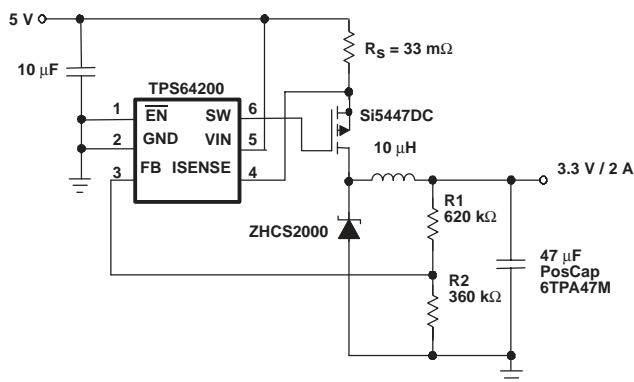 5 V
RS = 33 mΩ
10 μF
TPS64200
1
EN
SW
6
Si5447DC
2
GND
VIN
5
10 μH
3
FB
ISENSE
4
3.3 V / 2 A
R1
620 kΩ
ZHCS2000
47 μF
PosCap
6TPA47M
R2
360 kΩ